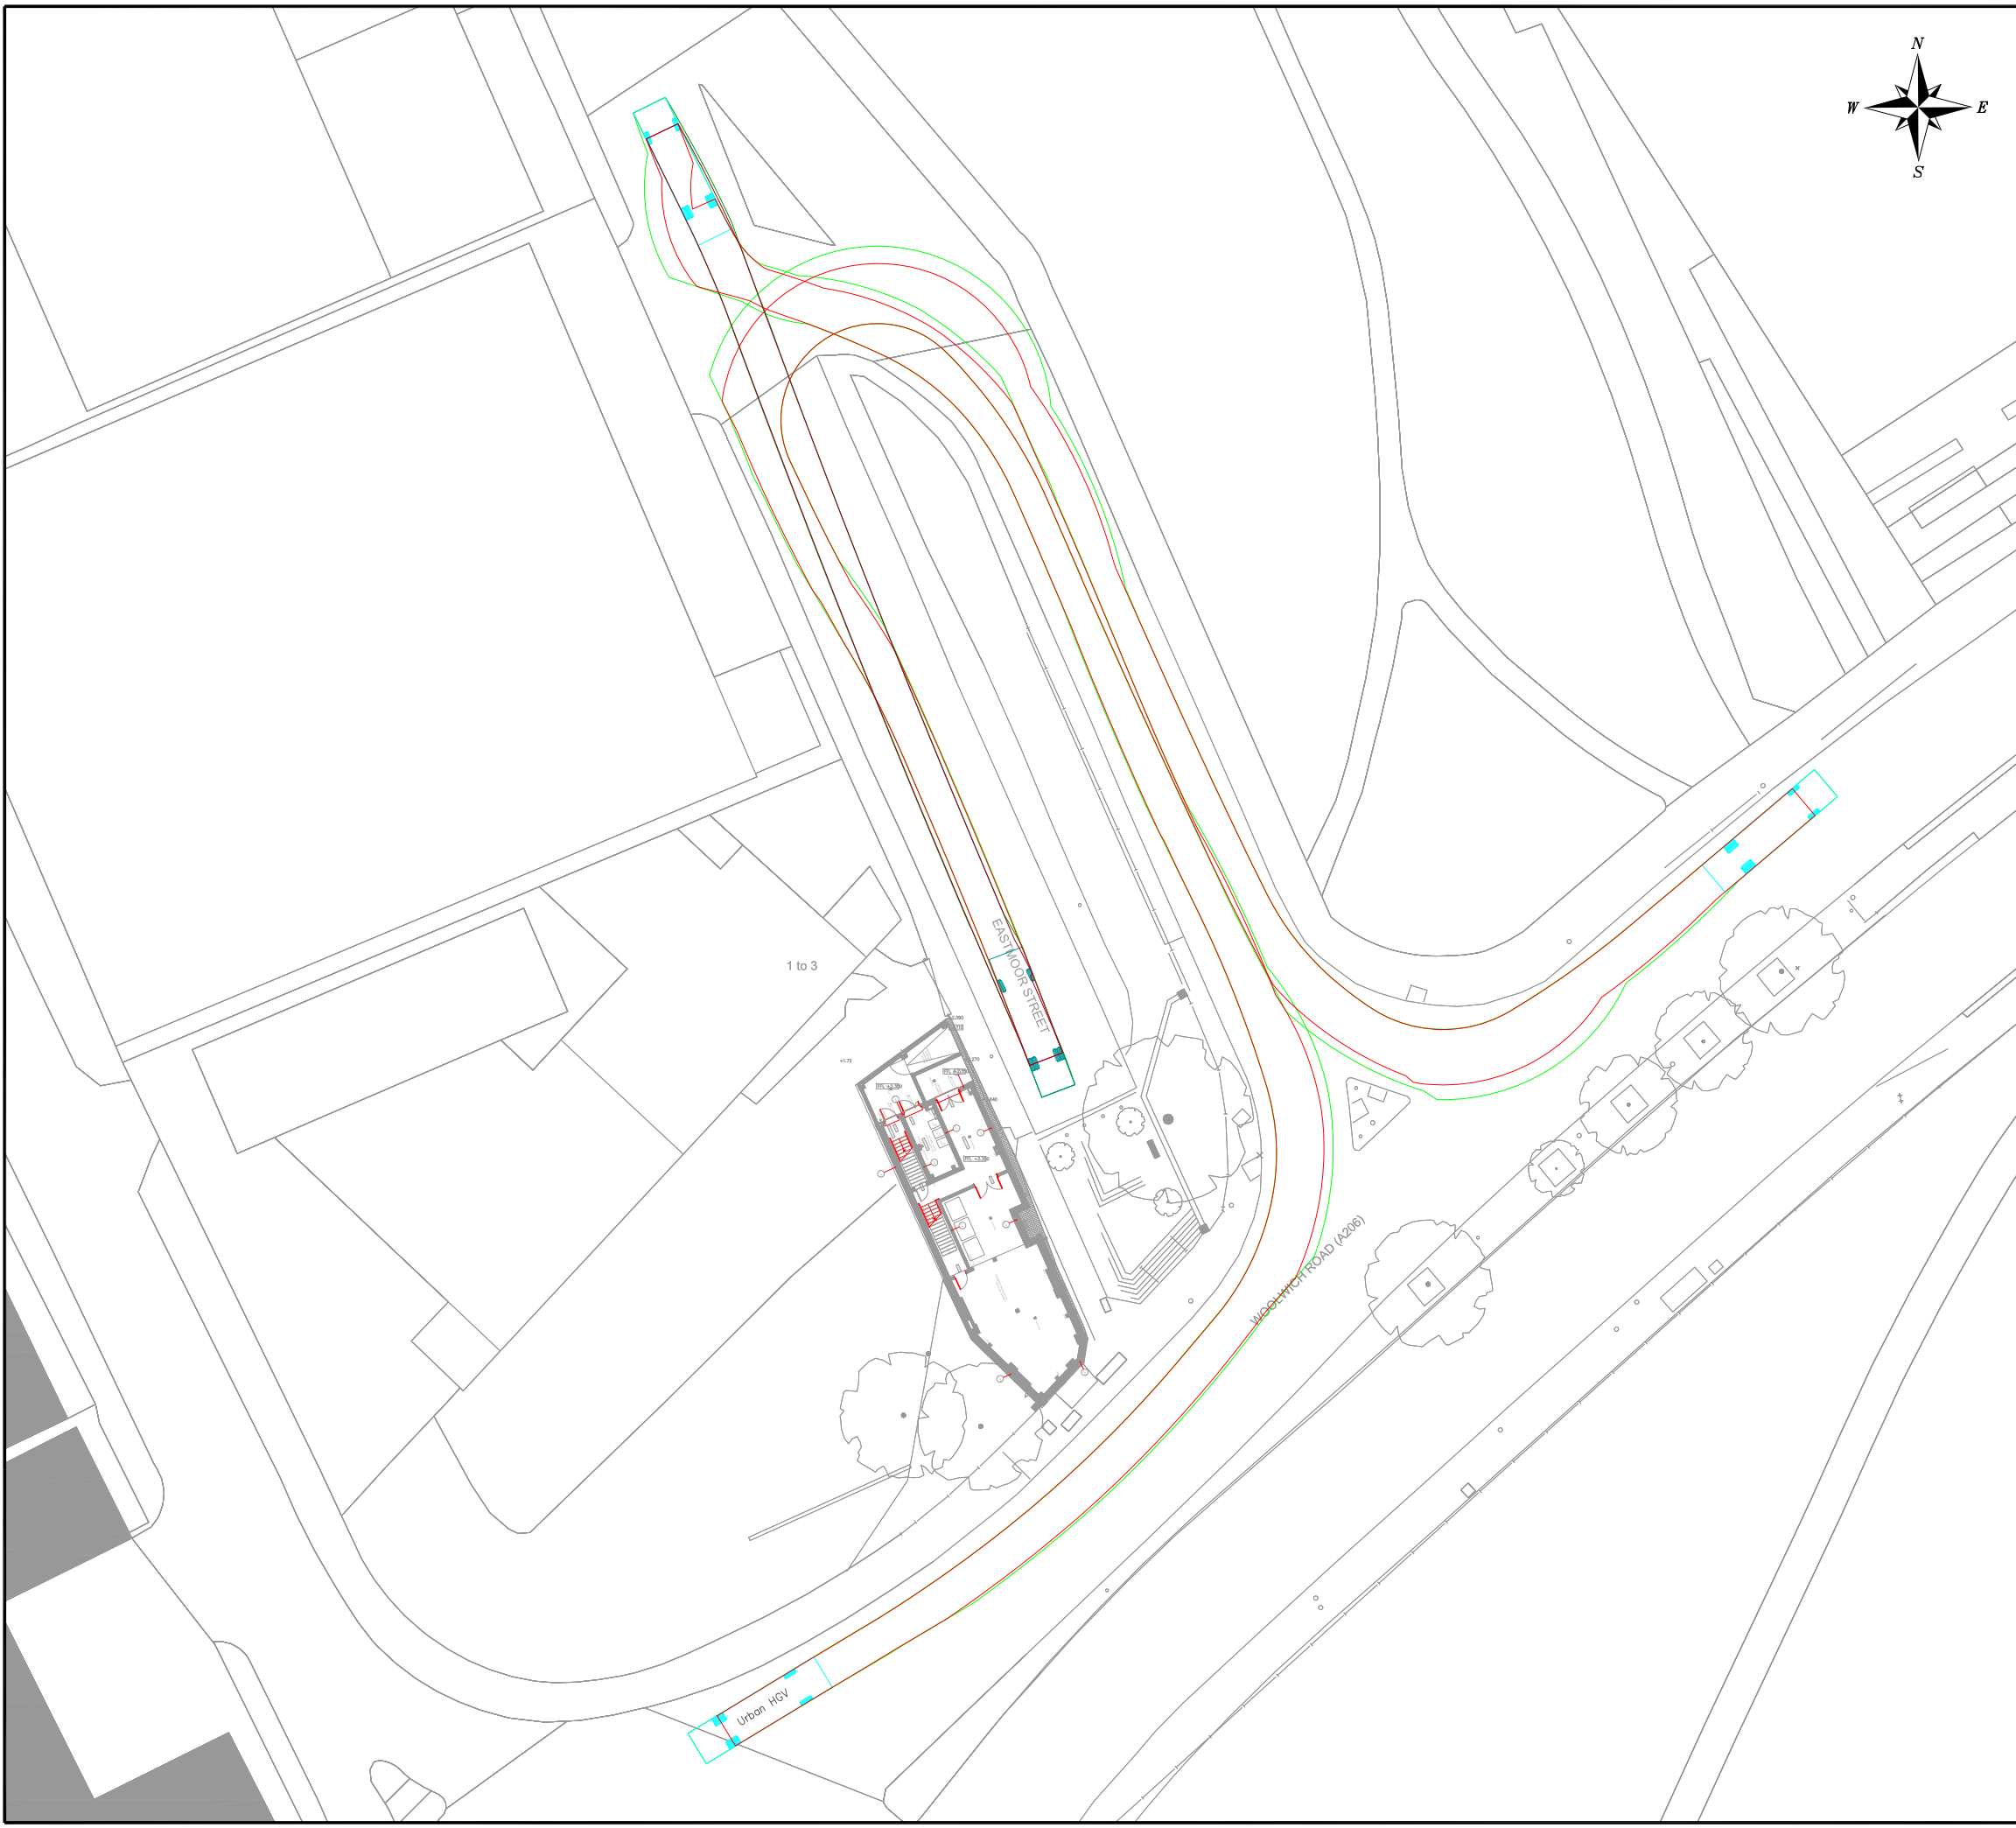 N
W E
S
1 to 3
EASTMOOR STREET
WOOLWICH ROAD (A206)
Urban HGV